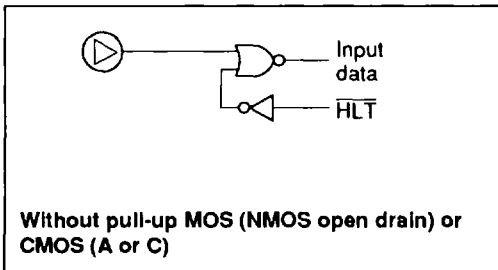 Input
data
HLT
Without pull-up MOS (NMOS open drain) or
CMOS (A or C)